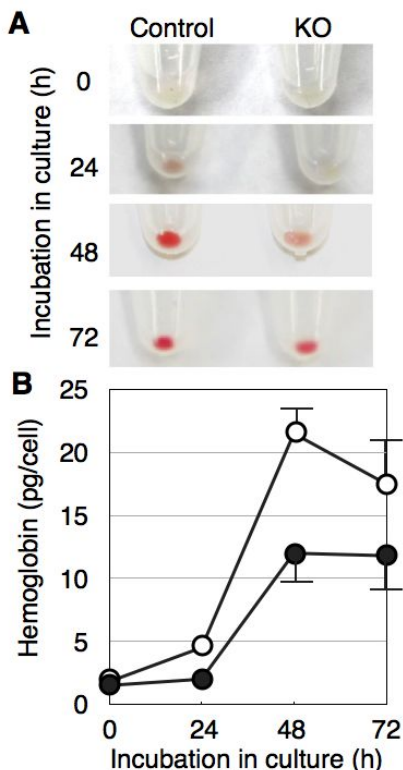 A
Control KO
Incubation in culture (h)
0
24
48
72
B
Hemoglobin (pg/cell)
25
20
15
10
5
0
0 24 48 72
Incubation in culture (h)